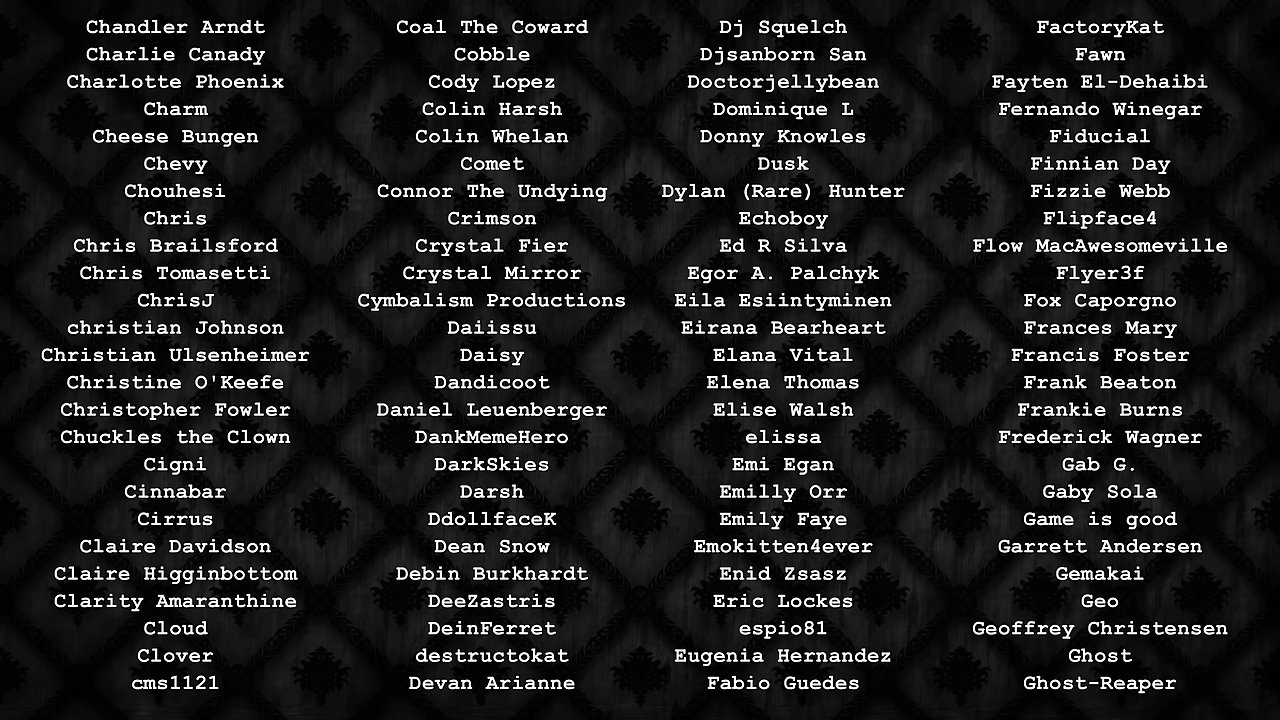 Chandler Arndt
Charlie Canady
Charlotte Phoenix
Charm
Cheese Bungen
Chevy
Chouhesi
Chris
Chris Brailsford
Chris Tomasetti
ChrisJ
christian Johnson
Christian Ulsenheimer
Christine O'Keefe
Christopher Fowler
Chuckles the Clown
Cigni
Cinnabar
Cirrus
Claire Davidson
Claire Higginbottom
Clarity Amaranthine
Cloud
Clover
cms1121
Coal The Coward
Cobble
Cody Lopez
Colin Harsh
Colin Whelan
Comet
Connor The Undying
Crimson
Crystal Fier
Crystal Mirror
Cymbalism Productions
Daiissu
Daisy
Dandicoot
Daniel Leuenberger
DankMemeHero
DarkSkies
Darsh
DdollfaceK
Dean Snow
Debin Burkhardt
DeeZastris
DeinFerret
destructokat
Devan Arianne
Dj Squelch
Djsanborn San
Doctorjellybean
Dominique L
Donny Knowles
Dusk
Dylan (Rare) Hunter
Echoboy
Ed R Silva
Egor A. Palchyk
Eila Esiintyminen
Eirana Bearheart
Elana Vital
Elena Thomas
Elise Walsh
elissa
Emi Egan
Emilly Orr
Emily Faye
Emokitten4ever
Enid Zsasz
Eric Lockes
espio81
Eugenia Hernandez
Fabio Guedes
FactoryKat
Fawn
Fayten El-Dehaibi
Fernando Winegar
Fiducial
Finnian Day
Fizzie Webb
Flipface4
Flow MacAwesomeville
Flyer3f
Fox Caporgno
Frances Mary
Francis Foster
Frank Beaton
Frankie Burns
Frederick Wagner
Gab G.
Gaby Sola
Game is good
Garrett Andersen
Gemakai
Geo
Geoffrey Christensen
Ghost
Ghost-Reaper